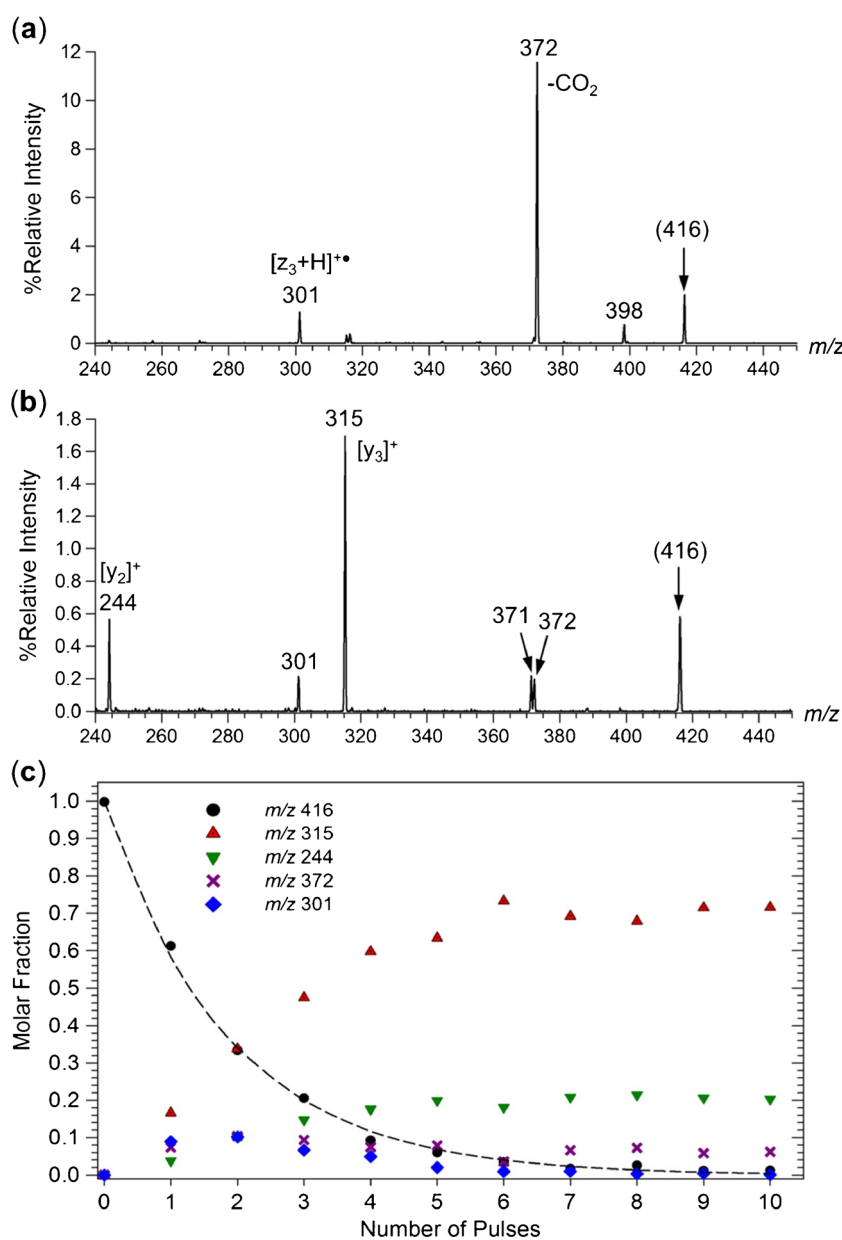 (a)
12
10
8
6
4
2
0
%Relative Intensity
372
-CO₂
(416)
[z₃+H]⁺•
301
398
240 260 280 300 320 340 360 380 400 420 440 m/z
(b)
1.8
1.6
1.4
1.2
1.0
0.8
0.6
0.4
0.2
0.0
%Relative Intensity
315
[y₃]⁺
(416)
[y₂]⁺
244
371 372
301
240 260 280 300 320 340 360 380 400 420 440 m/z
(c)
1.0
0.9
0.8
0.7
0.6
0.5
0.4
0.3
0.2
0.1
0.0
Molar Fraction
m/z 416
m/z 315
m/z 244
m/z 372
m/z 301
0 1 2 3 4 5 6 7 8 9 10
Number of Pulses